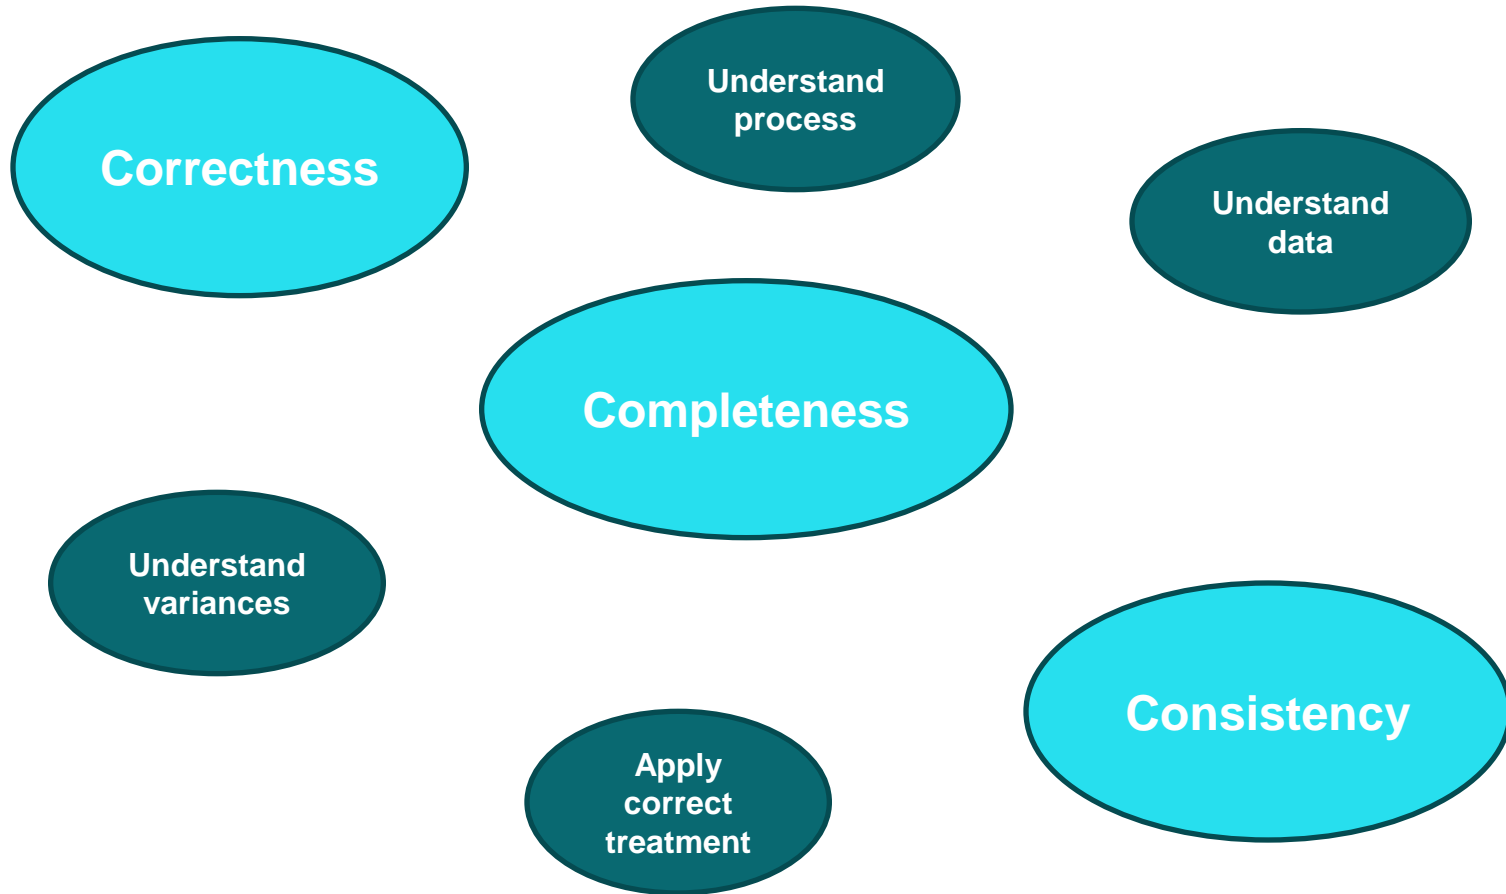 Understand
process
Correctness
Understand
data
Completeness
Understand
variances
Consistency
Apply
correct
treatment